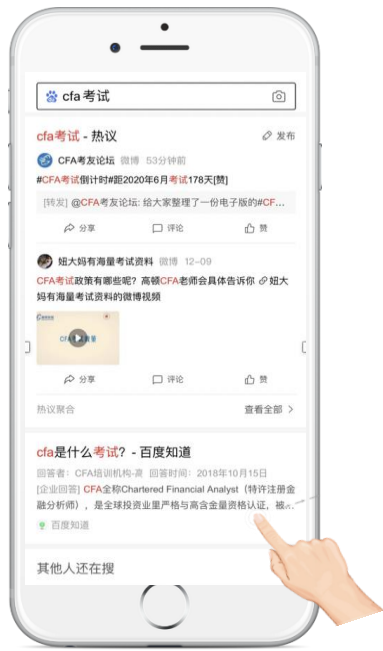 cfa考试
cfa考试 - 热议
发布
CFA考友论坛 微博 53分钟前
#CFA考试倒计时#距2020年6月考试178天[赞]
[转发] @CFA考友论坛: 给大家整理了一份电子版的#CF...
分享 评论 赞
妞大妈有海量考试资料 微博 12-09
CFA考试政策有哪些呢？高顿CFA老师会具体告诉你 妞大
妈有海量考试资料的微博视频
分享 评论 赞
热议聚合 查看全部
cfa是什么考试？- 百度知道
回答者：CFA培训机构-高 回答时间：2018年10月15日
[企业回答] CFA全称Chartered Financial Analyst（特许注册金
融分析师），是全球投资业里严格与高含金量资格认证，被...
百度知道
其他人还在搜